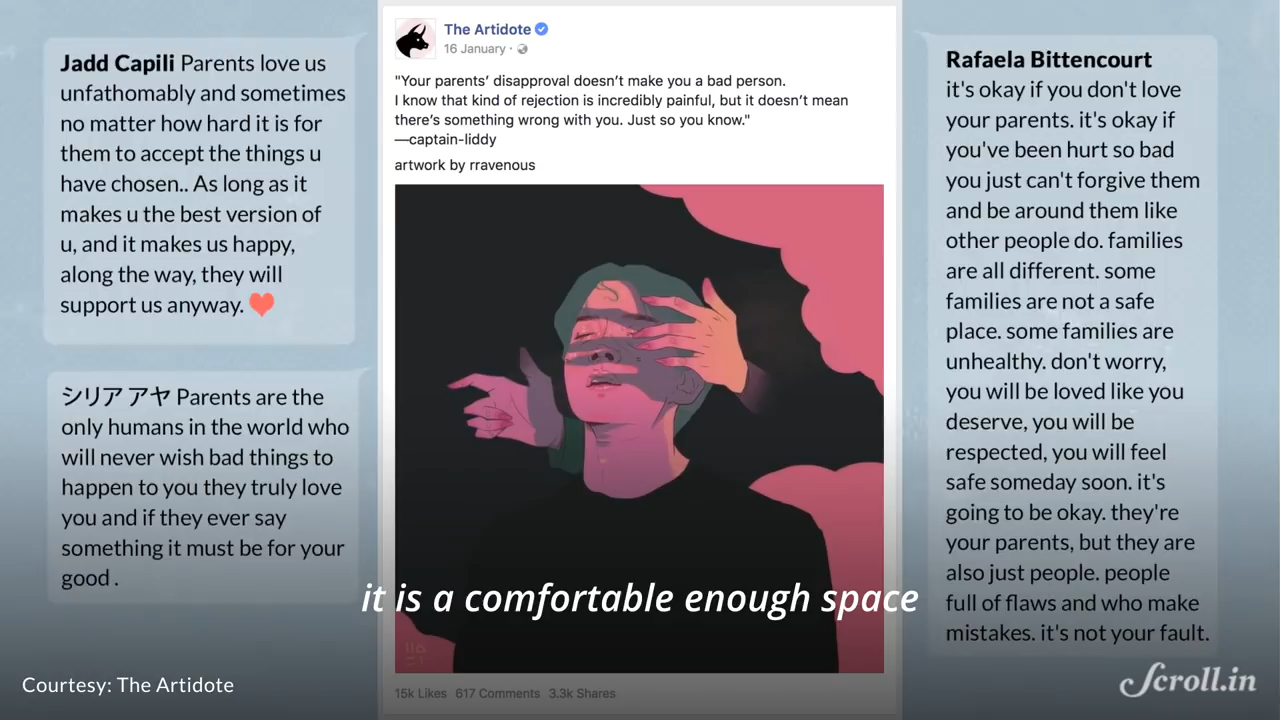 Jadd Capili Parents love us
unfathomably and sometimes
no matter how hard it is for
them to accept the things u
have chosen.. As long as it
makes u the best version of
u, and it makes us happy,
along the way, they will
support us anyway.
シリア アヤ Parents are the
only humans in the world who
will never wish bad things to
happen to you they truly love
you and if they ever say
something it must be for your
good .
The Artidote
16 January ·
"Your parents’ disapproval doesn’t make you a bad person.
I know that kind of rejection is incredibly painful, but it doesn’t mean
there’s something wrong with you. Just so you know."
—captain-liddy
artwork by rravenous
15k Likes 617 Comments 3.3k Shares
Rafaela Bittencourt
it's okay if you don't love
your parents. it's okay if
you've been hurt so bad
you just can't forgive them
and be around them like
other people do. families
are all different. some
families are not a safe
place. some families are
unhealthy. don't worry,
you will be loved like you
deserve, you will be
respected, you will feel
safe someday soon. it's
going to be okay. they're
your parents, but they are
also just people. people
full of flaws and who make
mistakes. it's not your fault.
it is a comfortable enough space
Courtesy: The Artidote
Scroll.in